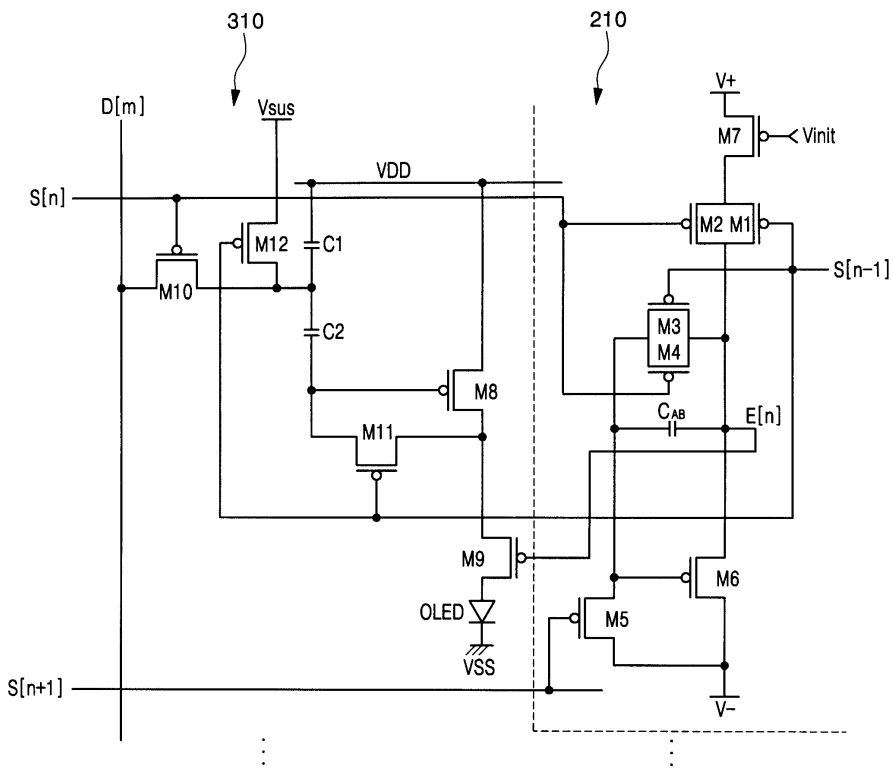 310
210
D[m]
Vsus
V+
M7
Vinit
VDD
S[n]
M12
C1
M2 M1
M10
S[n-1]
C2
M3
M4
M8
CAB
E[n]
M11
M9
M6
OLED
M5
VSS
S[n+1]
V-